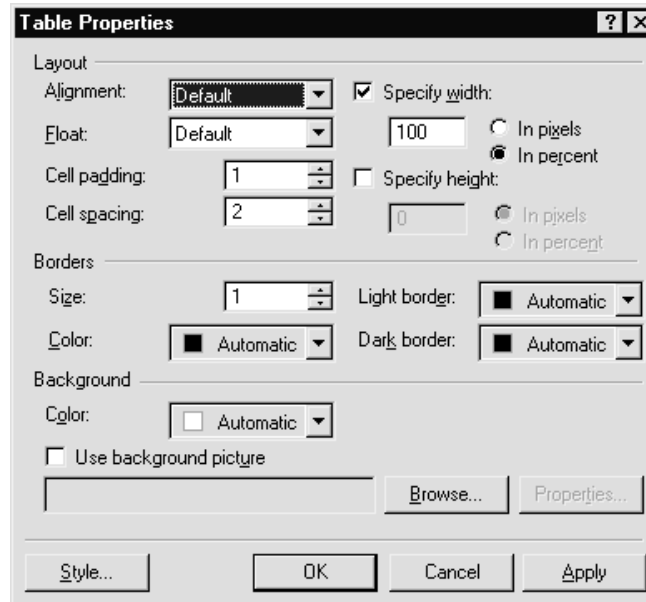 Table Properties
Layout
Alignment: Default Specify width:
Float: Default 100 In pixels
In percent
Cell padding: 1 Specify height:
Cell spacing: 2 0 In pixels
In percent
Borders
Size: 1 Light border: Automatic
Color: Automatic Dark border: Automatic
Background
Color: Automatic
Use background picture
Browse... Properties...
Style... OK Cancel Apply